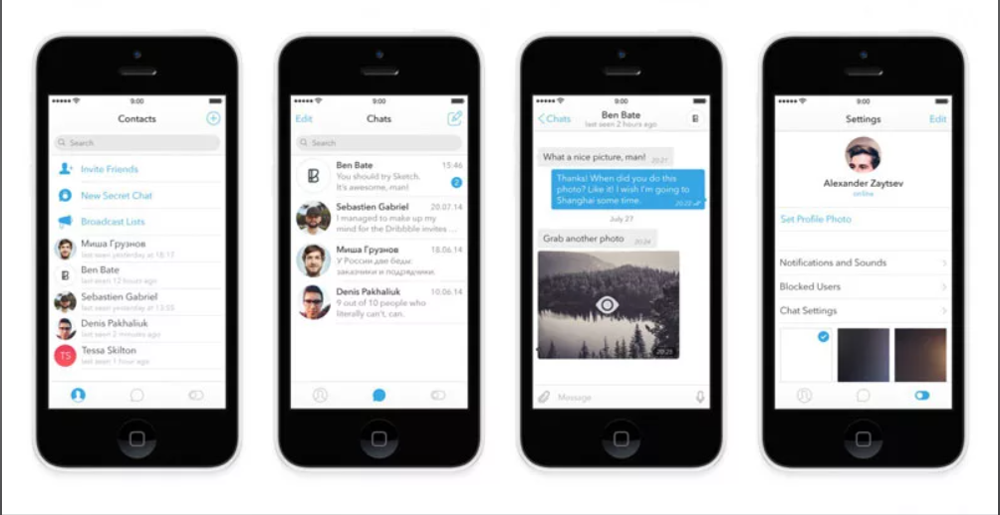 9:00
Contacts
Search
Invite Friends
New Secret Chat
Broadcast Lists
Миша Грузнов
last seen yesterday at 18:17
Ben Bate
last seen 12 hours ago
Sebastien Gabriel
last seen yesterday at 13:55
Denis Pakhaliuk
last seen 2 minutes ago
TS
Tessa Skilton
last seen 1 hour ago
9:00
Edit
Chats
Search
Ben Bate
15:46
You should try Sketch.
It's awesome, man!
2
Sebastian Gabriel
20.07.14
I managed to make up my
mind for the Dribbble invites ...
Миша Грузнов
18.06.14
У России две беды:
заказчики и подрядчики.
Denis Pakhaliuk
10.06.14
9 out of 10 people who
literally can't, can.
9:00
Chats
Ben Bate
last seen 2 hours ago
What a nice picture, man!
20:21
Thanks! When did you do this
photo? Like it! I wish I'm going to
Shanghai some time.
20:22
July 27
Grab another photo
20:24
20:25
Message
9:00
Settings
Edit
Alexander Zaytsev
online
Set Profile Photo
Notifications and Sounds
Blocked Users
Chat Settings